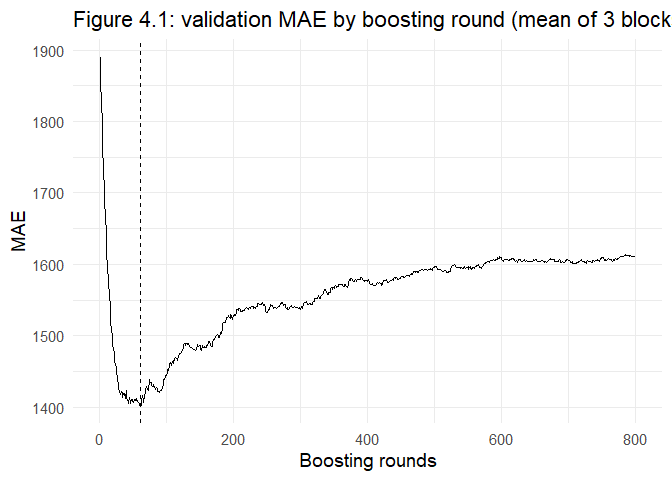 Figure 4.1: validation MAE by boosting round (mean of 3 block
1900
1800
1700
1600
1500
1400
MAE
0 200 400 600 800
Boosting rounds